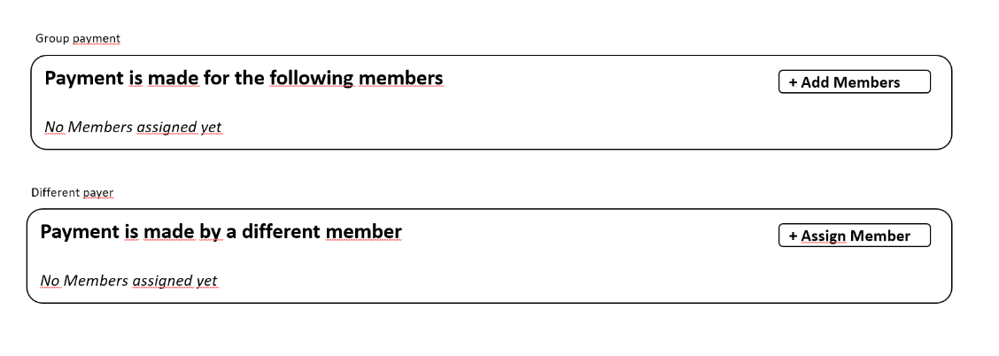 Group payment
Payment is made for the following members
+ Add Members
No Members assigned yet
Different payer
Payment is made by a different member
+ Assign Member
No Members assigned yet